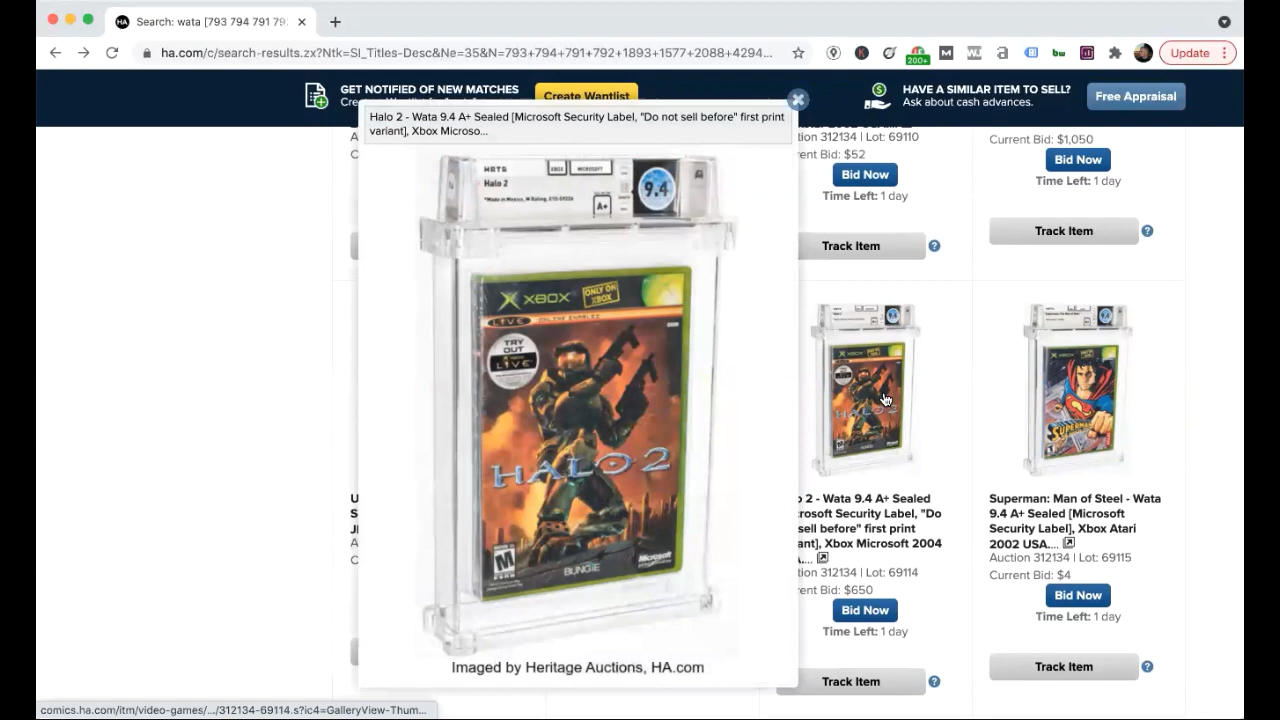 Search: wata [793 794 791 79
ha.com/c/search-results.zx?Ntk=SI_Titles-Desc&Ne=35&N=793+794+791+792+1893+1577+2088+4294...
200+
Update
GET NOTIFIED OF NEW MATCHES
Create Wantlist
HAVE A SIMILAR ITEM TO SELL?
Ask about cash advances.
Free Appraisal
Halo 2 - Wata 9.4 A+ Sealed [Microsoft Security Label, "Do not sell before" first print
variant], Xbox Microso...
WATA
XBOX
MICROSOFT
Halo 2
9.4
A+
XBOX
ONLY ON
XBOX
LIVE ONLINE ENABLED
TRY
OUT
LIVE
HALO 2
M
BUNGIE
Microsoft
Imaged by Heritage Auctions, HA.com
tion 312134 | Lot: 69110
ent Bid: $52
Bid Now
Time Left: 1 day
Track Item
Current Bid: $1,050
Bid Now
Time Left: 1 day
Track Item
o 2 - Wata 9.4 A+ Sealed
rosoft Security Label, "Do
sell before" first print
ant], Xbox Microsoft 2004
A....
tion 312134 | Lot: 69114
ent Bid: $650
Bid Now
Time Left: 1 day
Track Item
Superman: Man of Steel - Wata
9.4 A+ Sealed [Microsoft
Security Label], Xbox Atari
2002 USA....
Auction 312134 | Lot: 69115
Current Bid: $4
Bid Now
Time Left: 1 day
Track Item
comics.ha.com/itm/video-games/.../312134-69114.s?ic4=GalleryView-Thum...